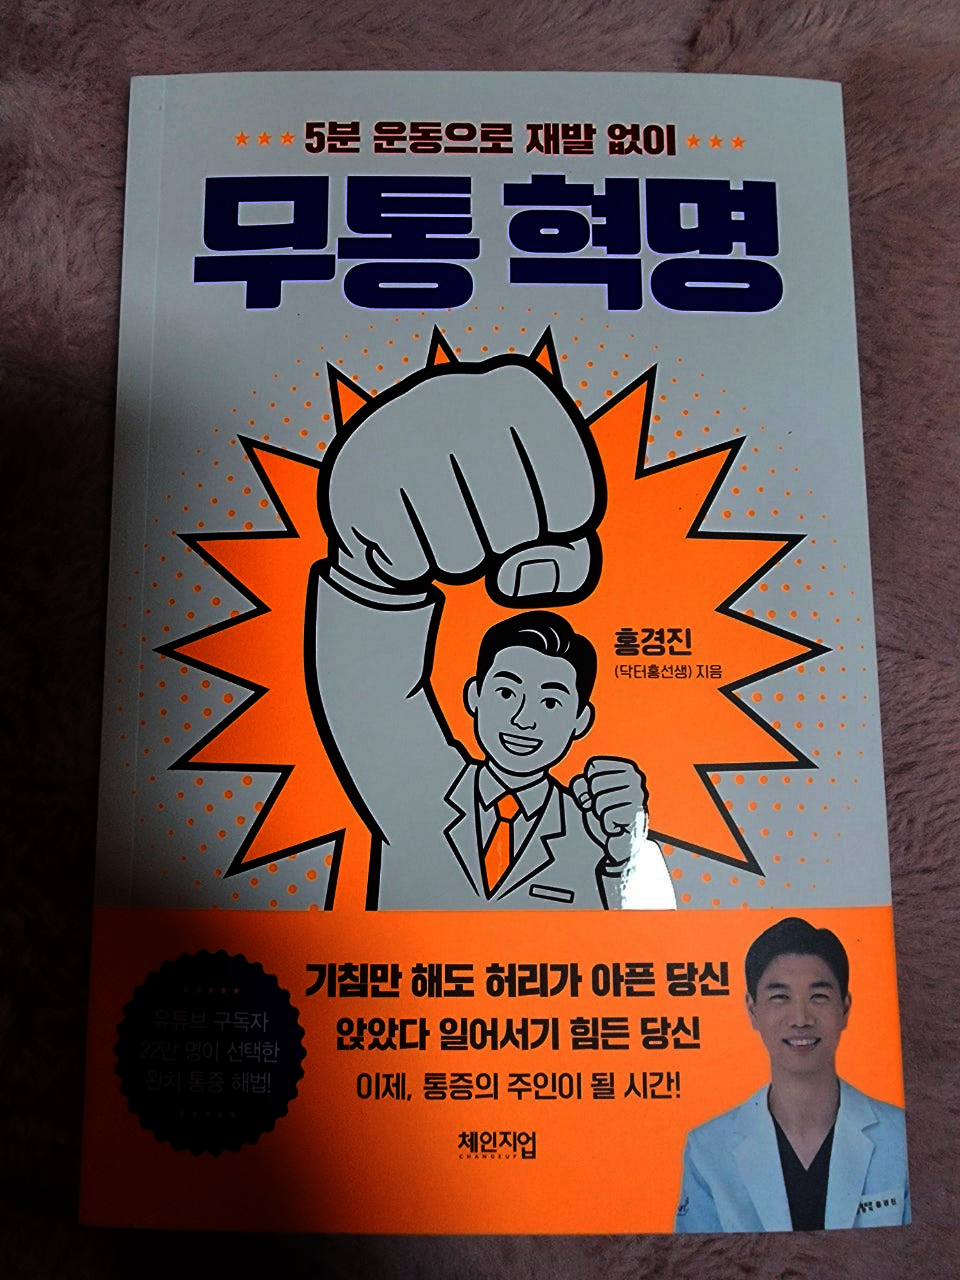 5분 운동으로 재발 없이
무통 혁명
홍경진
(닥터홍선생) 지음
기침만 해도 허리가 아픈 당신
앉았다 일어서기 힘든 당신
이제, 통증의 주인이 될 시간!
유튜브 구독자
22만 명이 선택한
완치 통증 해법!
체인지업
CHANGEUP
홍경진